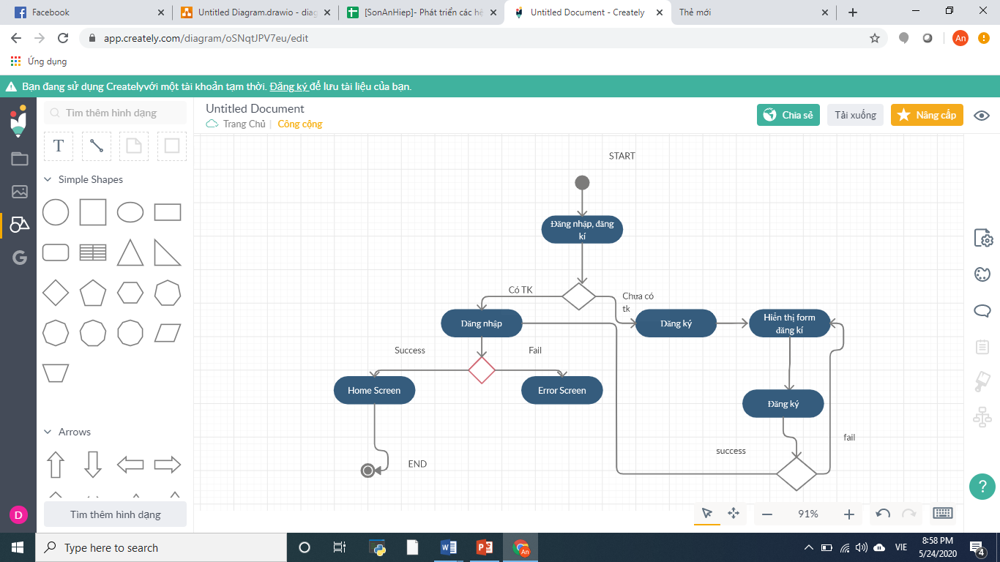 Facebook
Untitled Diagram.drawio - diag
[SonAnHiep]- Phát triển các hệ
Untitled Document - Creately
Thẻ mới
app.creately.com/diagram/oSNqtJPV7eu/edit
An
Ứng dụng
Bạn đang sử dụng Createlyvới một tài khoản tạm thời. Đăng ký để lưu tài liệu của bạn.
Tìm thêm hình dạng
Untitled Document
Trang Chủ | Công cộng
Chia sẻ
Tải xuống
Nâng cấp
T
Simple Shapes
Arrows
Tìm thêm hình dạng
G
D
START
Đăng nhập, đăng
kí
Có TK
Chưa có
tk
Đăng nhập
Đăng ký
Hiển thị form
đăng kí
Success
Fail
Home Screen
Error Screen
Đăng ký
fail
success
END
91%
?
Type here to search
An
VIE
8:58 PM
5/24/2020
4